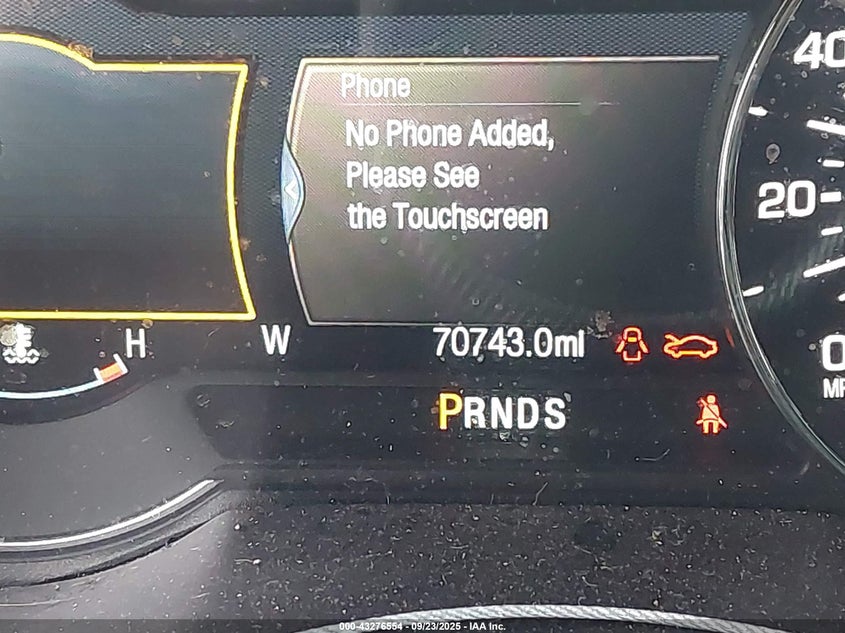 Phone
No Phone Added,
Please See
the Touchscreen
40
20
0
H
W
70743.0mi
PRNDS
000-43276554 - 09/23/2025 - IAA Inc.